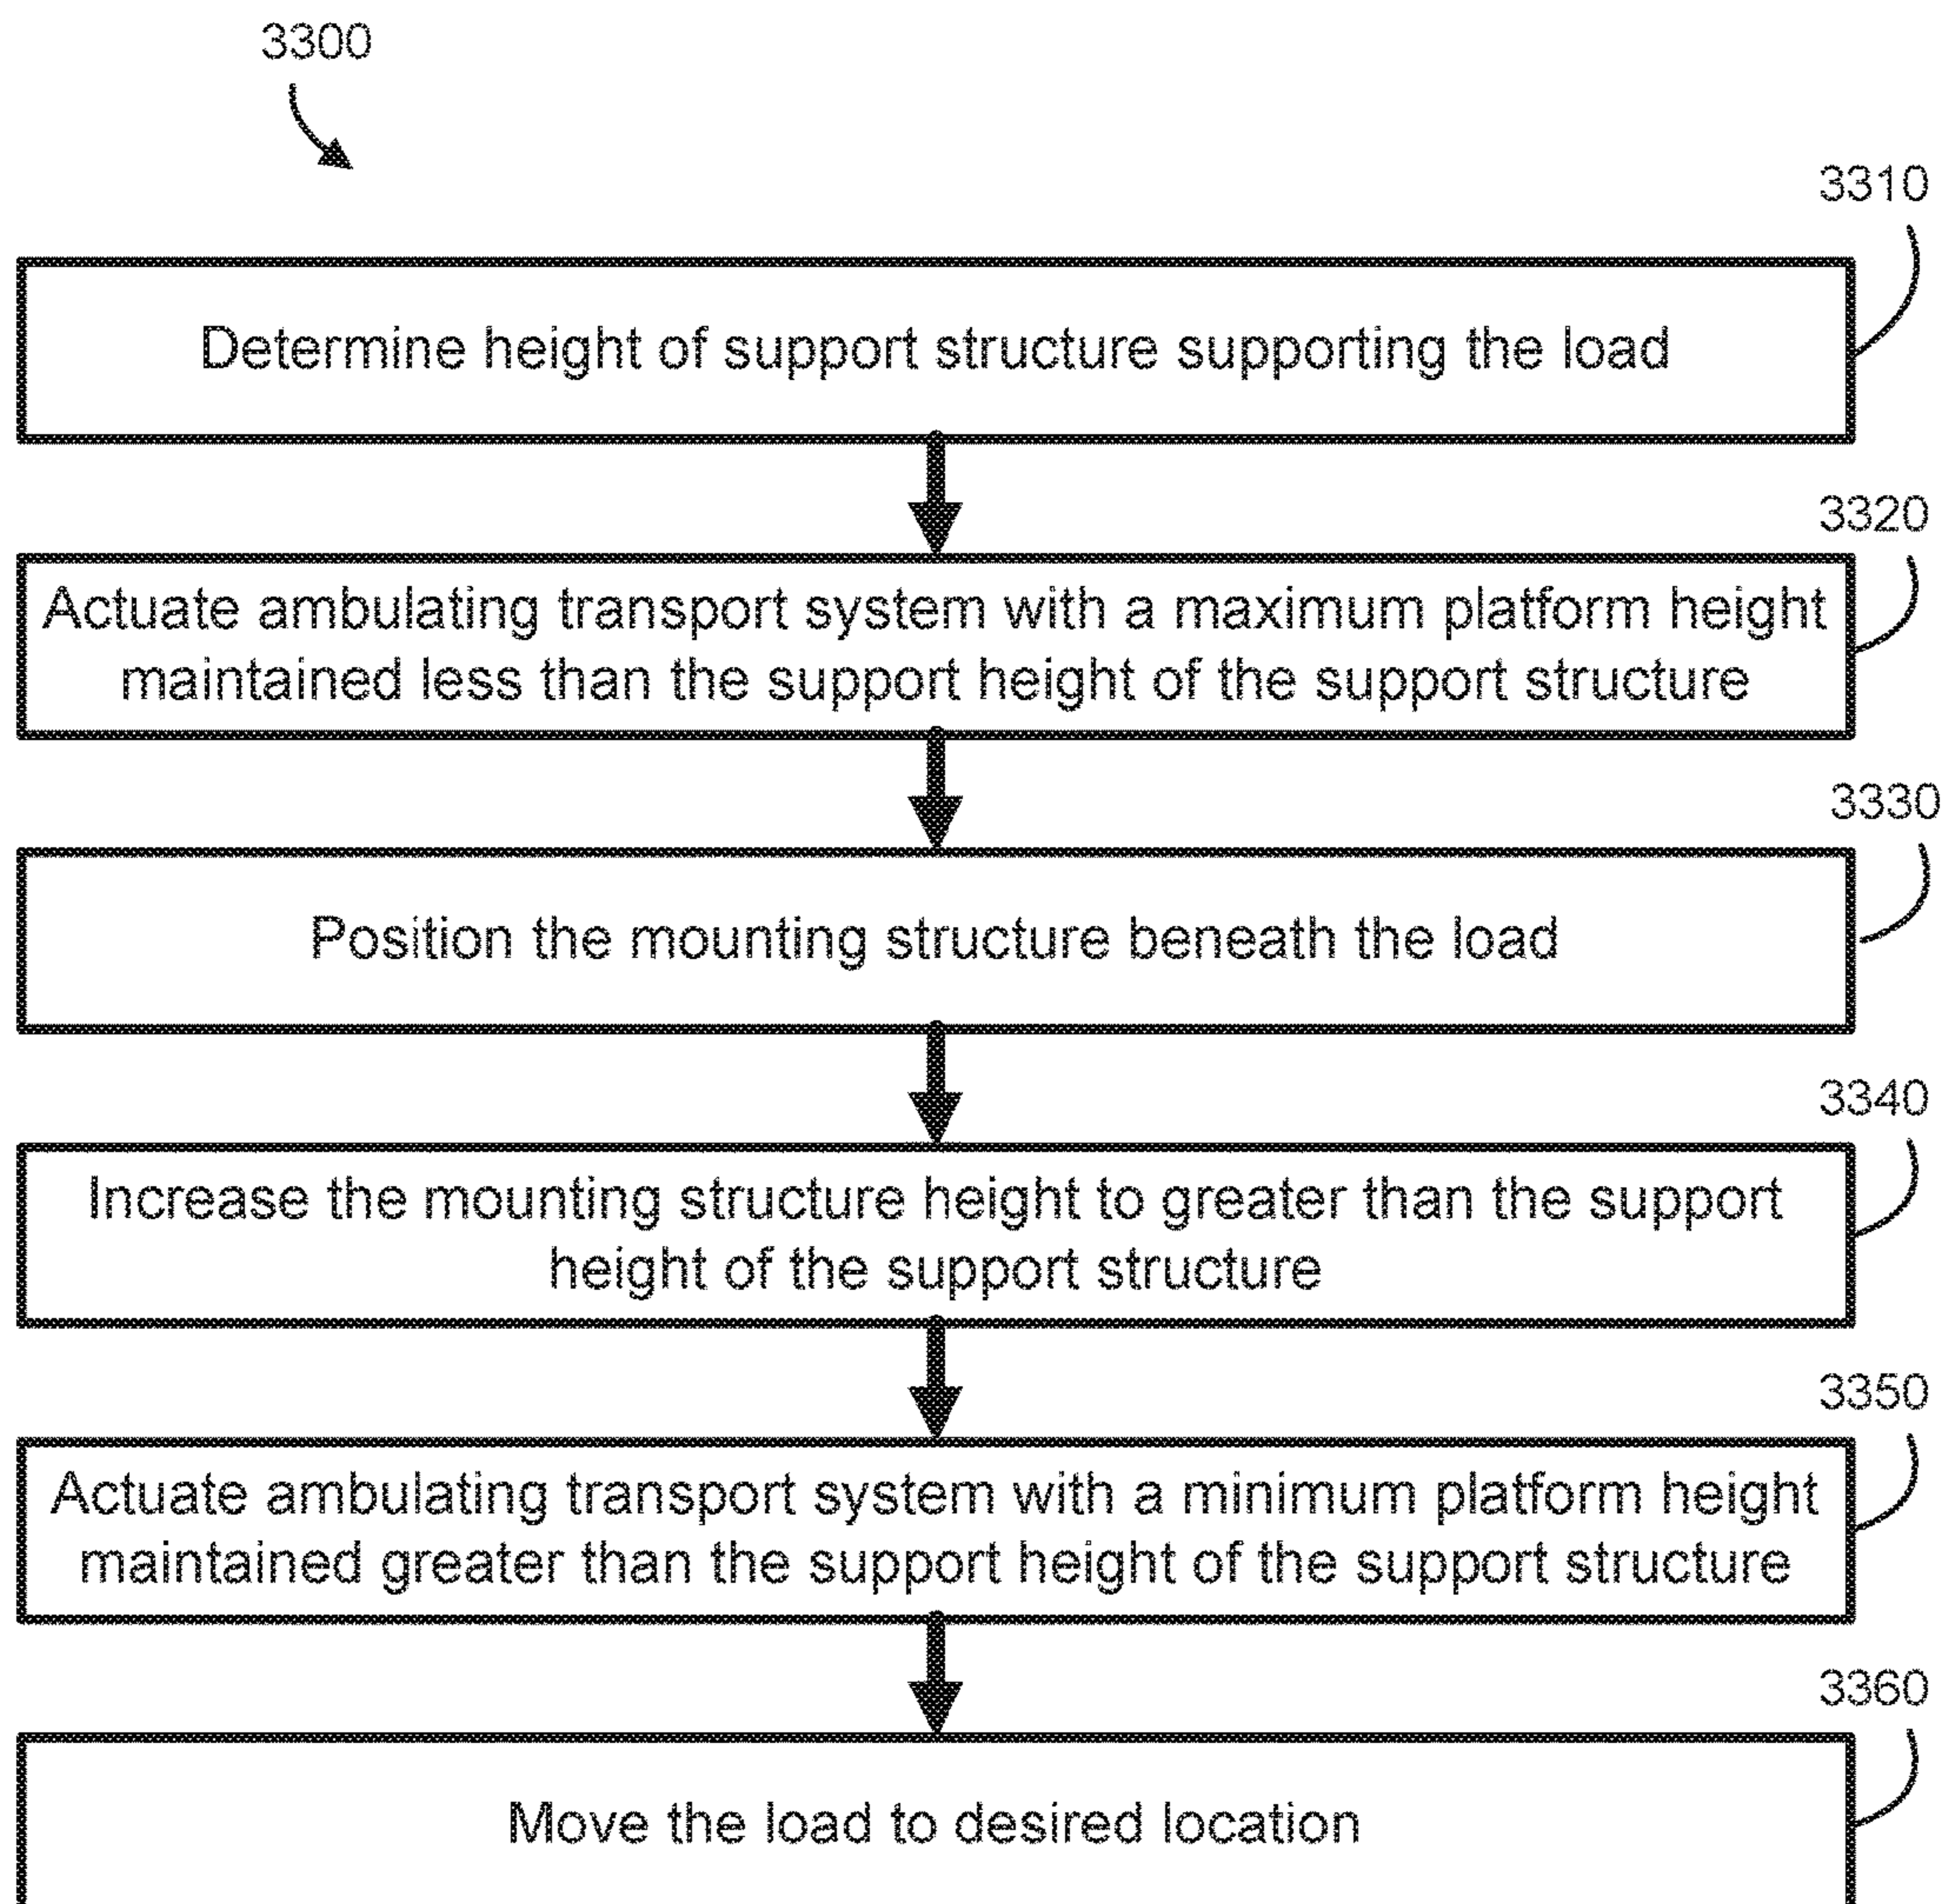 3300
3310
Determine height of support structure supporting the load
3320
Actuate ambulating transport system with a maximum platform height
maintained less than the support height of the support structure
3330
Position the mounting structure beneath the load
3340
Increase the mounting structure height to greater than the support
height of the support structure
3350
Actuate ambulating transport system with a minimum platform height
maintained greater than the support height of the support structure
3360
Move the load to desired location